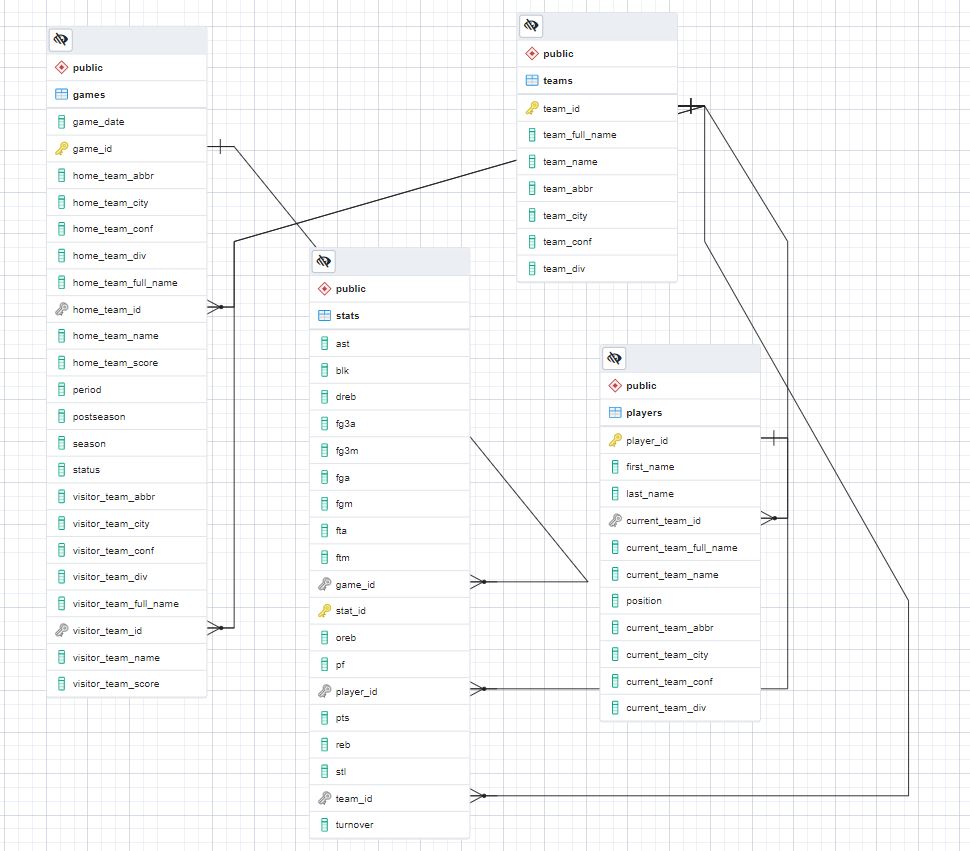 public
games
game_date
game_id
home_team_abbr
home_team_city
home_team_conf
home_team_div
home_team_full_name
home_team_id
home_team_name
home_team_score
period
postseason
season
status
visitor_team_abbr
visitor_team_city
visitor_team_conf
visitor_team_div
visitor_team_full_name
visitor_team_id
visitor_team_name
visitor_team_score
public
stats
ast
blk
dreb
fg3a
fg3m
fga
fgm
fta
ftm
game_id
stat_id
oreb
pf
player_id
pts
reb
stl
team_id
turnover
public
teams
team_id
team_full_name
team_name
team_abbr
team_city
team_conf
team_div
public
players
player_id
first_name
last_name
current_team_id
current_team_full_name
current_team_name
position
current_team_abbr
current_team_city
current_team_conf
current_team_div